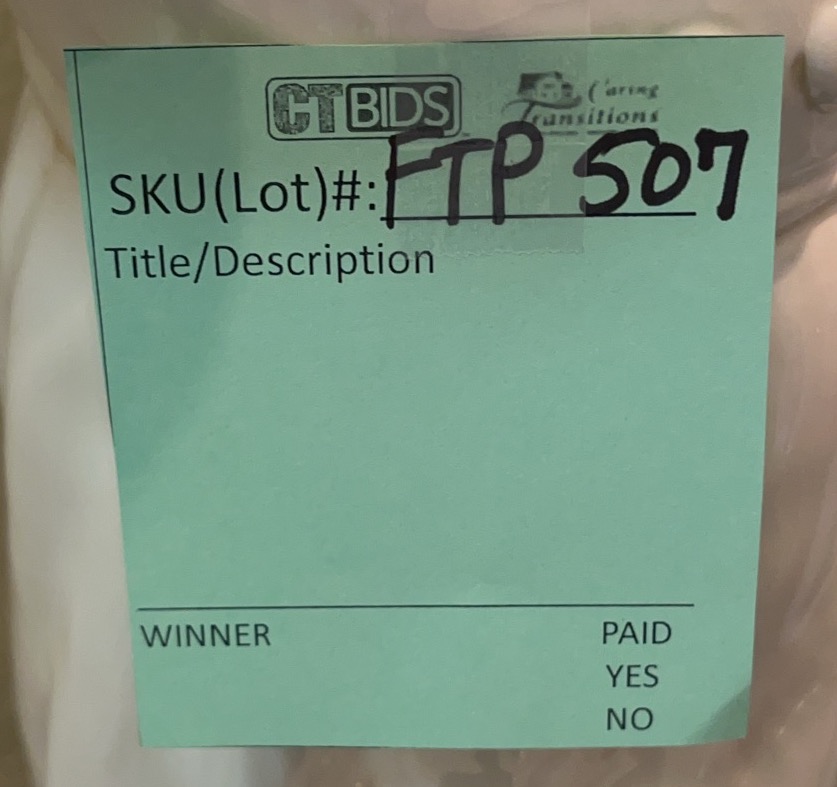 CTBIDS Caring Transitions
SKU(Lot)#: FTP 507
Title/Description
WINNER PAID
YES
NO